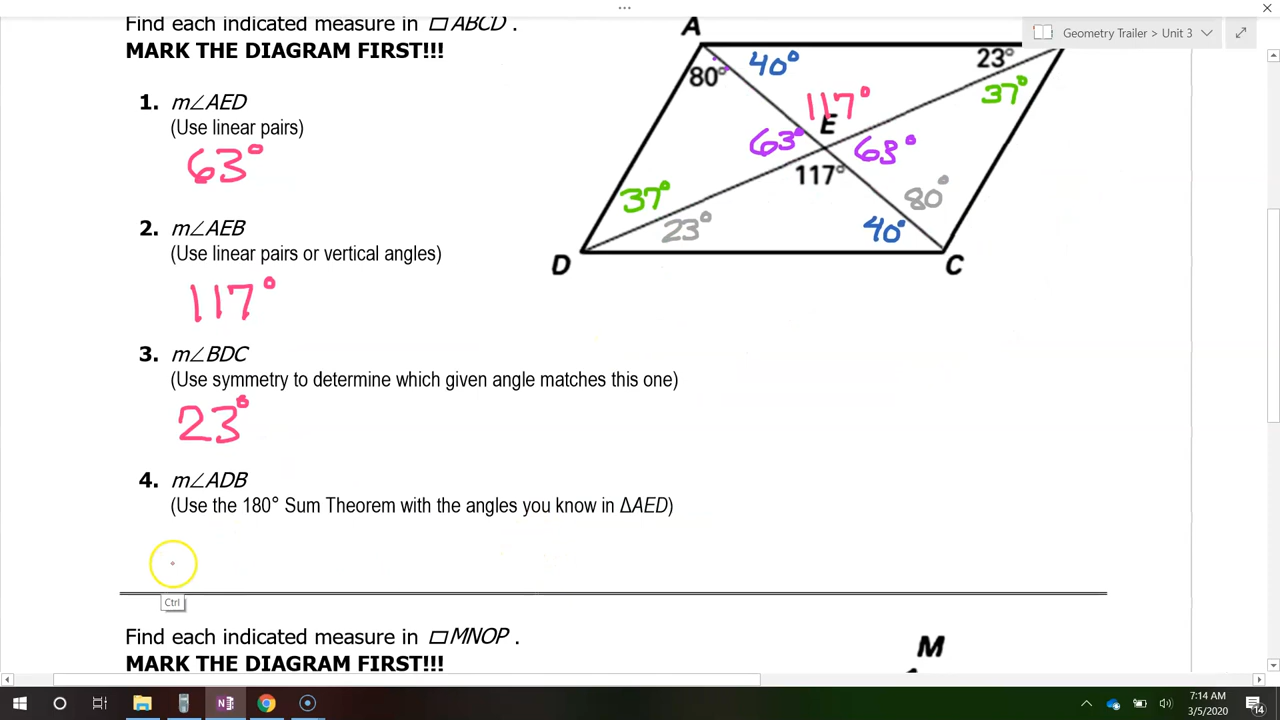 Find each indicated measure in ▱ABCD .
MARK THE DIAGRAM FIRST!!!
Geometry Trailer > Unit 3
1. m∠AED
(Use linear pairs)
63°
2. m∠AEB
(Use linear pairs or vertical angles)
117°
3. m∠BDC
(Use symmetry to determine which given angle matches this one)
23°
4. m∠ADB
(Use the 180° Sum Theorem with the angles you know in ΔAED)
A
80° 40° 23°
37°
117°
E
63° 63°
117°
37° 80°
23° 40°
D C
Ctrl
Find each indicated measure in ▱MNOP .
MARK THE DIAGRAM FIRST!!!
M
7:14 AM
3/5/2020
14